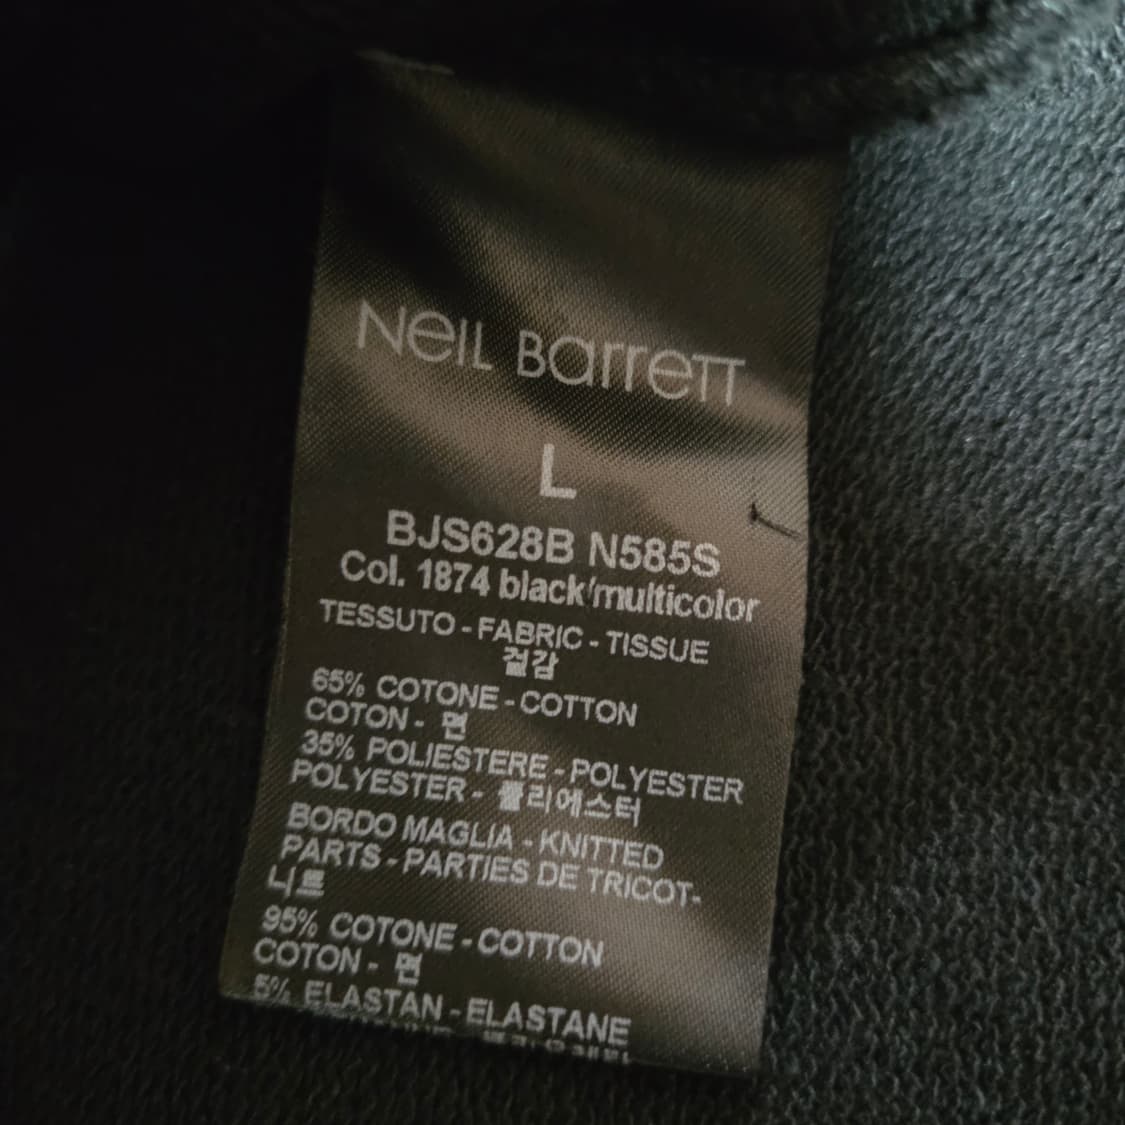 NEIL BARRETT
L
BJS628B N585S
Col. 1874 black/multicolor
TESSUTO - FABRIC - TISSUE
겉감
65% COTONE - COTTON
COTON - 면
35% POLIESTERE - POLYESTER
POLYESTER - 폴리에스터
BORDO MAGLIA - KNITTED
PARTS - PARTIES DE TRICOT-
니트
95% COTONE - COTTON
COTON - 면
5% ELASTAN - ELASTANE